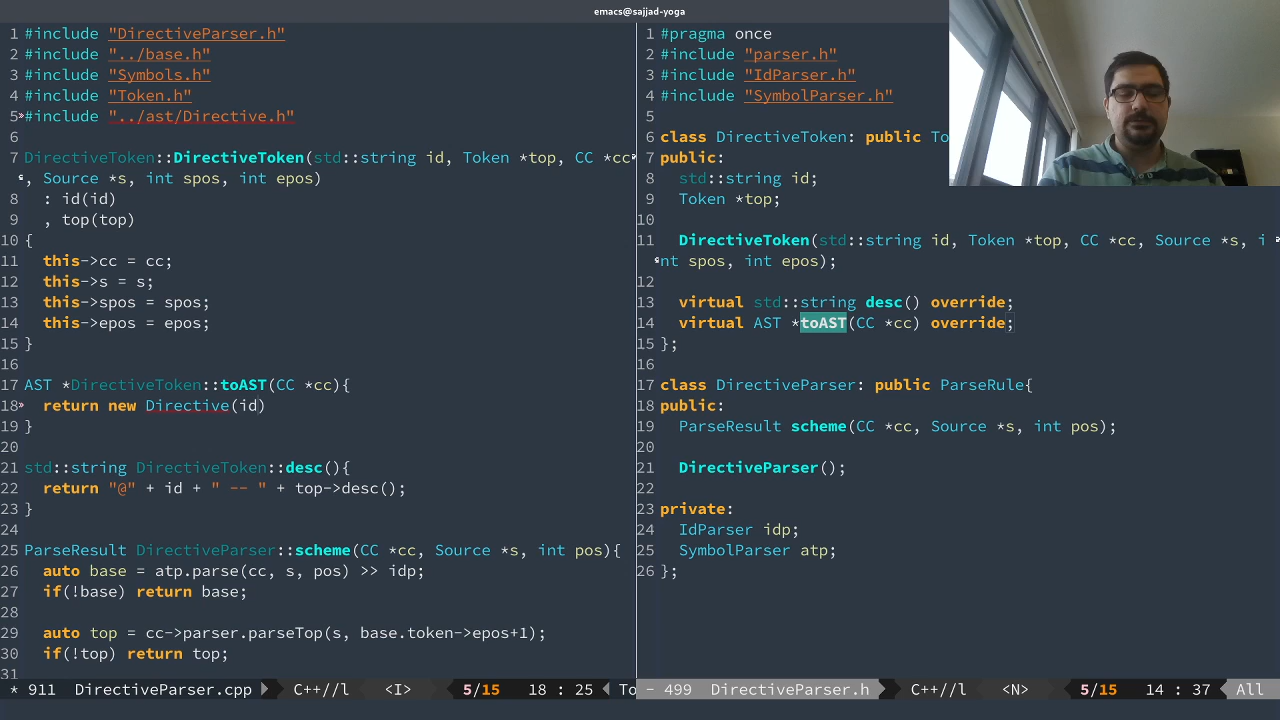 emacs@sajjad-yoga
1 #include "DirectiveParser.h"
2 #include "../base.h"
3 #include "Symbols.h"
4 #include "Token.h"
5 #include "../ast/Directive.h"
6
7 DirectiveToken::DirectiveToken(std::string id, Token *top, CC *cc
, Source *s, int spos, int epos)
8 : id(id)
9 , top(top)
10 {
11 this->cc = cc;
12 this->s = s;
13 this->spos = spos;
14 this->epos = epos;
15 }
16
17 AST *DirectiveToken::toAST(CC *cc){
18 return new Directive(id)
19 }
20
21 std::string DirectiveToken::desc(){
22 return "@" + id + " -- " + top->desc();
23 }
24
25 ParseResult DirectiveParser::scheme(CC *cc, Source *s, int pos){
26 auto base = atp.parse(cc, s, pos) >> idp;
27 if(!base) return base;
28
29 auto top = cc->parser.parseTop(s, base.token->epos+1);
30 if(!top) return top;
31
* 911 DirectiveParser.cpp C++//l <I> 5/15 18 : 25 To
1 #pragma once
2 #include "parser.h"
3 #include "IdParser.h"
4 #include "SymbolParser.h"
5
6 class DirectiveToken: public To
7 public:
8 std::string id;
9 Token *top;
10
11 DirectiveToken(std::string id, Token *top, CC *cc, Source *s, i
nt spos, int epos);
12
13 virtual std::string desc() override;
14 virtual AST *toAST(CC *cc) override;
15 };
16
17 class DirectiveParser: public ParseRule{
18 public:
19 ParseResult scheme(CC *cc, Source *s, int pos);
20
21 DirectiveParser();
22
23 private:
24 IdParser idp;
25 SymbolParser atp;
26 };
- 499 DirectiveParser.h C++//l <N> 5/15 14 : 37 All